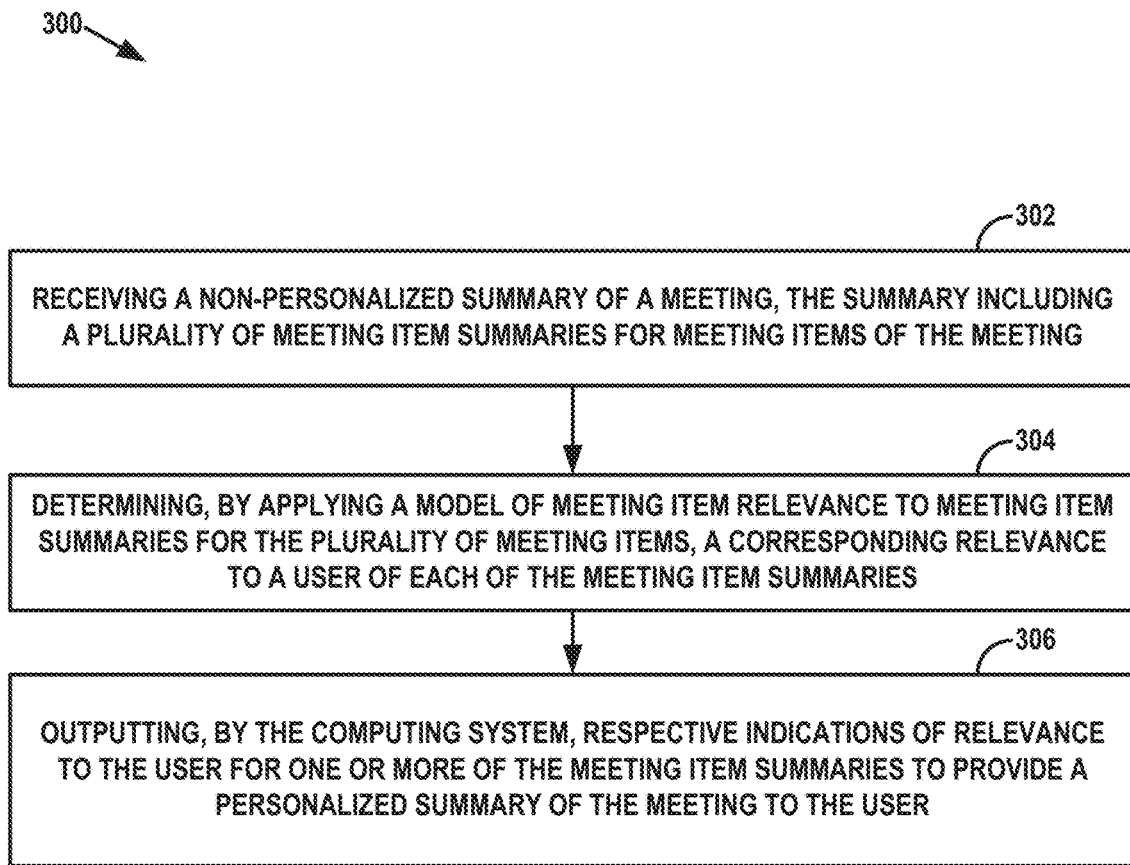 300
302
RECEIVING A NON-PERSONALIZED SUMMARY OF A MEETING, THE SUMMARY INCLUDING
A PLURALITY OF MEETING ITEM SUMMARIES FOR MEETING ITEMS OF THE MEETING
304
DETERMINING, BY APPLYING A MODEL OF MEETING ITEM RELEVANCE TO MEETING ITEM
SUMMARIES FOR THE PLURALITY OF MEETING ITEMS, A CORRESPONDING RELEVANCE
TO A USER OF EACH OF THE MEETING ITEM SUMMARIES
306
OUTPUTTING, BY THE COMPUTING SYSTEM, RESPECTIVE INDICATIONS OF RELEVANCE
TO THE USER FOR ONE OR MORE OF THE MEETING ITEM SUMMARIES TO PROVIDE A
PERSONALIZED SUMMARY OF THE MEETING TO THE USER